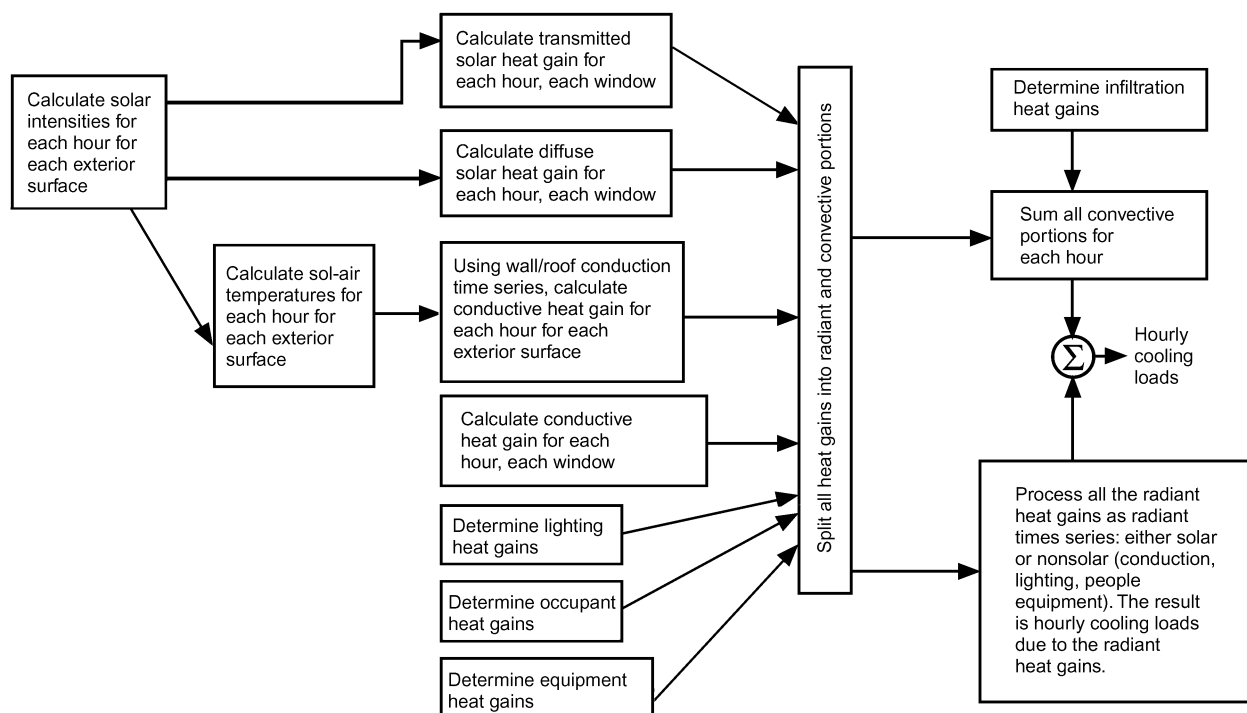 Calculate solar
intensities for
each hour for
each exterior
surface
Calculate transmitted
solar heat gain for
each hour, each window
Calculate diffuse
solar heat gain for
each hour, each window
Calculate sol-air
temperatures for
each hour for
each exterior
surface
Using wall/roof conduction
time series, calculate
conductive heat gain for
each hour for each
exterior surface
Calculate conductive
heat gain for each
hour, each window
Determine lighting
heat gains
Determine occupant
heat gains
Determine equipment
heat gains
Split all heat gains into radiant and convective portions
Determine infiltration
heat gains
Sum all convective
portions for
each hour
Σ
Hourly
cooling
loads
Process all the radiant
heat gains as radiant
times series: either solar
or nonsolar (conduction,
lighting, people
equipment). The result
is hourly cooling loads
due to the radiant
heat gains.